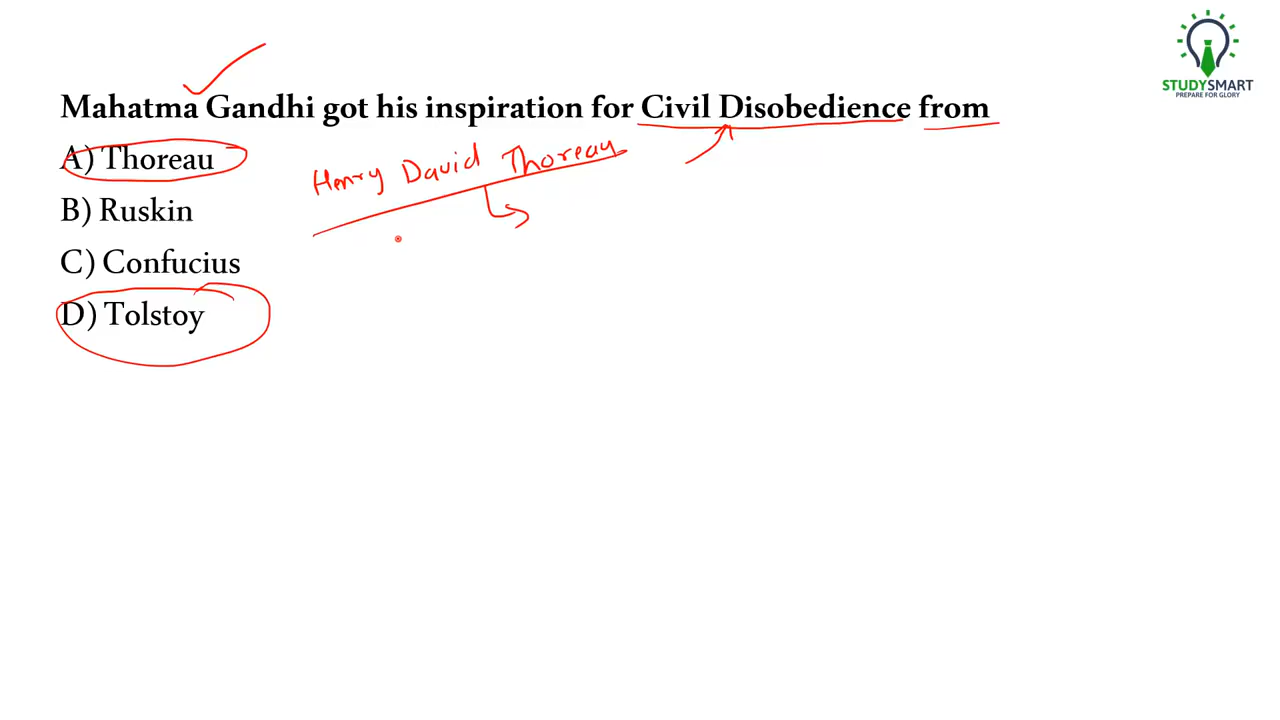 STUDYSMART
PREPARE FOR GLORY
Mahatma Gandhi got his inspiration for Civil Disobedience from
A) Thoreau
Henry David Thoreau
B) Ruskin
C) Confucius
D) Tolstoy